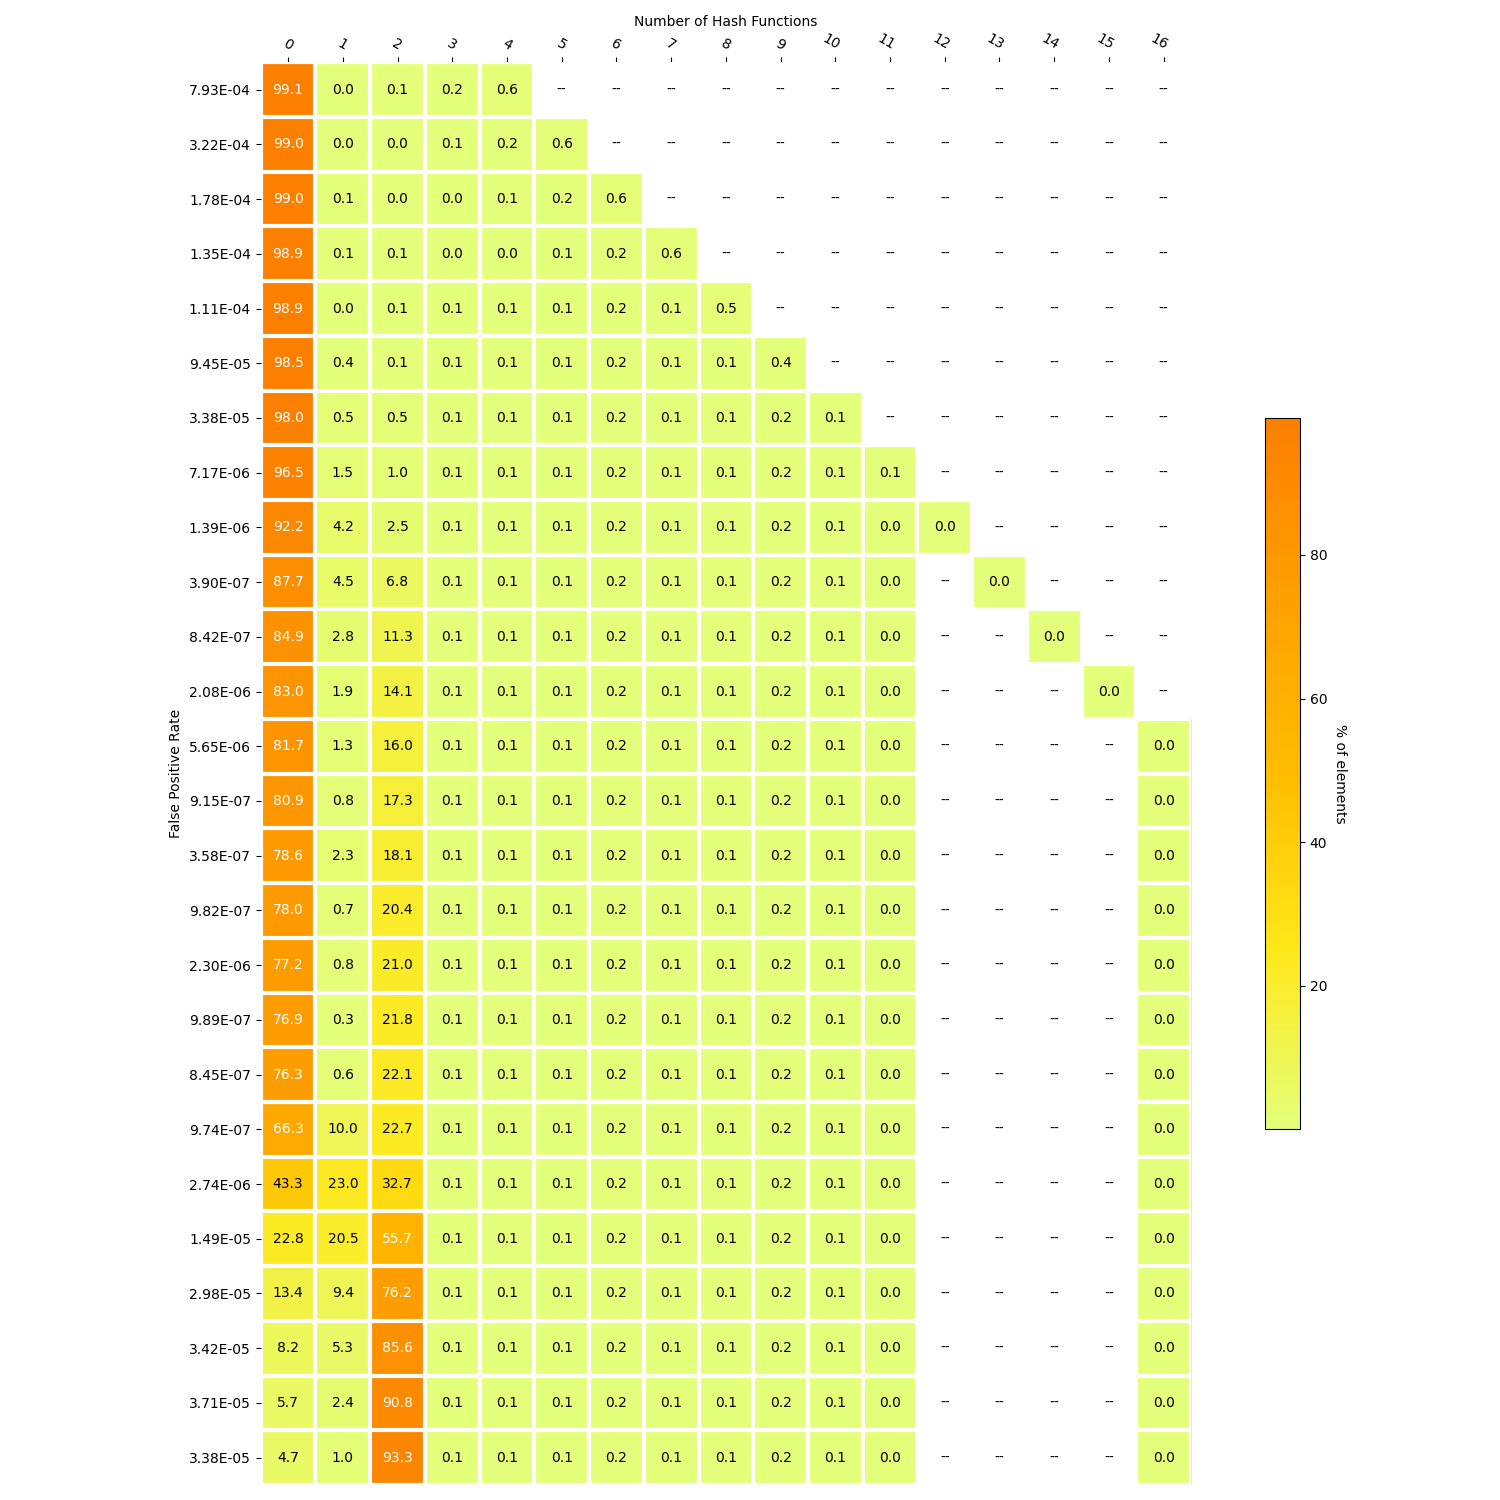 Number of Hash Functions
0 1 2 3 4 5 6 7 8 9 10 11 12 13 14 15 16
7.93E-04 99.1 0.0 0.1 0.2 0.6 -- -- -- -- -- -- -- -- -- -- -- --
3.22E-04 99.0 0.0 0.0 0.1 0.2 0.6 -- -- -- -- -- -- -- -- -- -- --
1.78E-04 99.0 0.1 0.0 0.0 0.1 0.2 0.6 -- -- -- -- -- -- -- -- -- --
1.35E-04 98.9 0.1 0.1 0.0 0.0 0.1 0.2 0.6 -- -- -- -- -- -- -- -- --
1.11E-04 98.9 0.0 0.1 0.1 0.1 0.1 0.2 0.1 0.5 -- -- -- -- -- -- -- --
9.45E-05 98.5 0.4 0.1 0.1 0.1 0.1 0.2 0.1 0.1 0.4 -- -- -- -- -- -- --
3.38E-05 98.0 0.5 0.5 0.1 0.1 0.1 0.2 0.1 0.1 0.2 0.1 -- -- -- -- -- --
7.17E-06 96.5 1.5 1.0 0.1 0.1 0.1 0.2 0.1 0.1 0.2 0.1 0.1 -- -- -- -- --
1.39E-06 92.2 4.2 2.5 0.1 0.1 0.1 0.2 0.1 0.1 0.2 0.1 0.0 0.0 -- -- -- --
3.90E-07 87.7 4.5 6.8 0.1 0.1 0.1 0.2 0.1 0.1 0.2 0.1 0.0 -- 0.0 -- -- --
8.42E-07 84.9 2.8 11.3 0.1 0.1 0.1 0.2 0.1 0.1 0.2 0.1 0.0 -- -- 0.0 -- --
2.08E-06 83.0 1.9 14.1 0.1 0.1 0.1 0.2 0.1 0.1 0.2 0.1 0.0 -- -- -- 0.0 --
5.65E-06 81.7 1.3 16.0 0.1 0.1 0.1 0.2 0.1 0.1 0.2 0.1 0.0 -- -- -- -- 0.0
9.15E-07 80.9 0.8 17.3 0.1 0.1 0.1 0.2 0.1 0.1 0.2 0.1 0.0 -- -- -- -- 0.0
3.58E-07 78.6 2.3 18.1 0.1 0.1 0.1 0.2 0.1 0.1 0.2 0.1 0.0 -- -- -- -- 0.0
9.82E-07 78.0 0.7 20.4 0.1 0.1 0.1 0.2 0.1 0.1 0.2 0.1 0.0 -- -- -- -- 0.0
2.30E-06 77.2 0.8 21.0 0.1 0.1 0.1 0.2 0.1 0.1 0.2 0.1 0.0 -- -- -- -- 0.0
9.89E-07 76.9 0.3 21.8 0.1 0.1 0.1 0.2 0.1 0.1 0.2 0.1 0.0 -- -- -- -- 0.0
8.45E-07 76.3 0.6 22.1 0.1 0.1 0.1 0.2 0.1 0.1 0.2 0.1 0.0 -- -- -- -- 0.0
9.74E-07 66.3 10.0 22.7 0.1 0.1 0.1 0.2 0.1 0.1 0.2 0.1 0.0 -- -- -- -- 0.0
2.74E-06 43.3 23.0 32.7 0.1 0.1 0.1 0.2 0.1 0.1 0.2 0.1 0.0 -- -- -- -- 0.0
1.49E-05 22.8 20.5 55.7 0.1 0.1 0.1 0.2 0.1 0.1 0.2 0.1 0.0 -- -- -- -- 0.0
2.98E-05 13.4 9.4 76.2 0.1 0.1 0.1 0.2 0.1 0.1 0.2 0.1 0.0 -- -- -- -- 0.0
3.42E-05 8.2 5.3 85.6 0.1 0.1 0.1 0.2 0.1 0.1 0.2 0.1 0.0 -- -- -- -- 0.0
3.71E-05 5.7 2.4 90.8 0.1 0.1 0.1 0.2 0.1 0.1 0.2 0.1 0.0 -- -- -- -- 0.0
3.38E-05 4.7 1.0 93.3 0.1 0.1 0.1 0.2 0.1 0.1 0.2 0.1 0.0 -- -- -- -- 0.0
False Positive Rate
80
60
40
20
% of elements